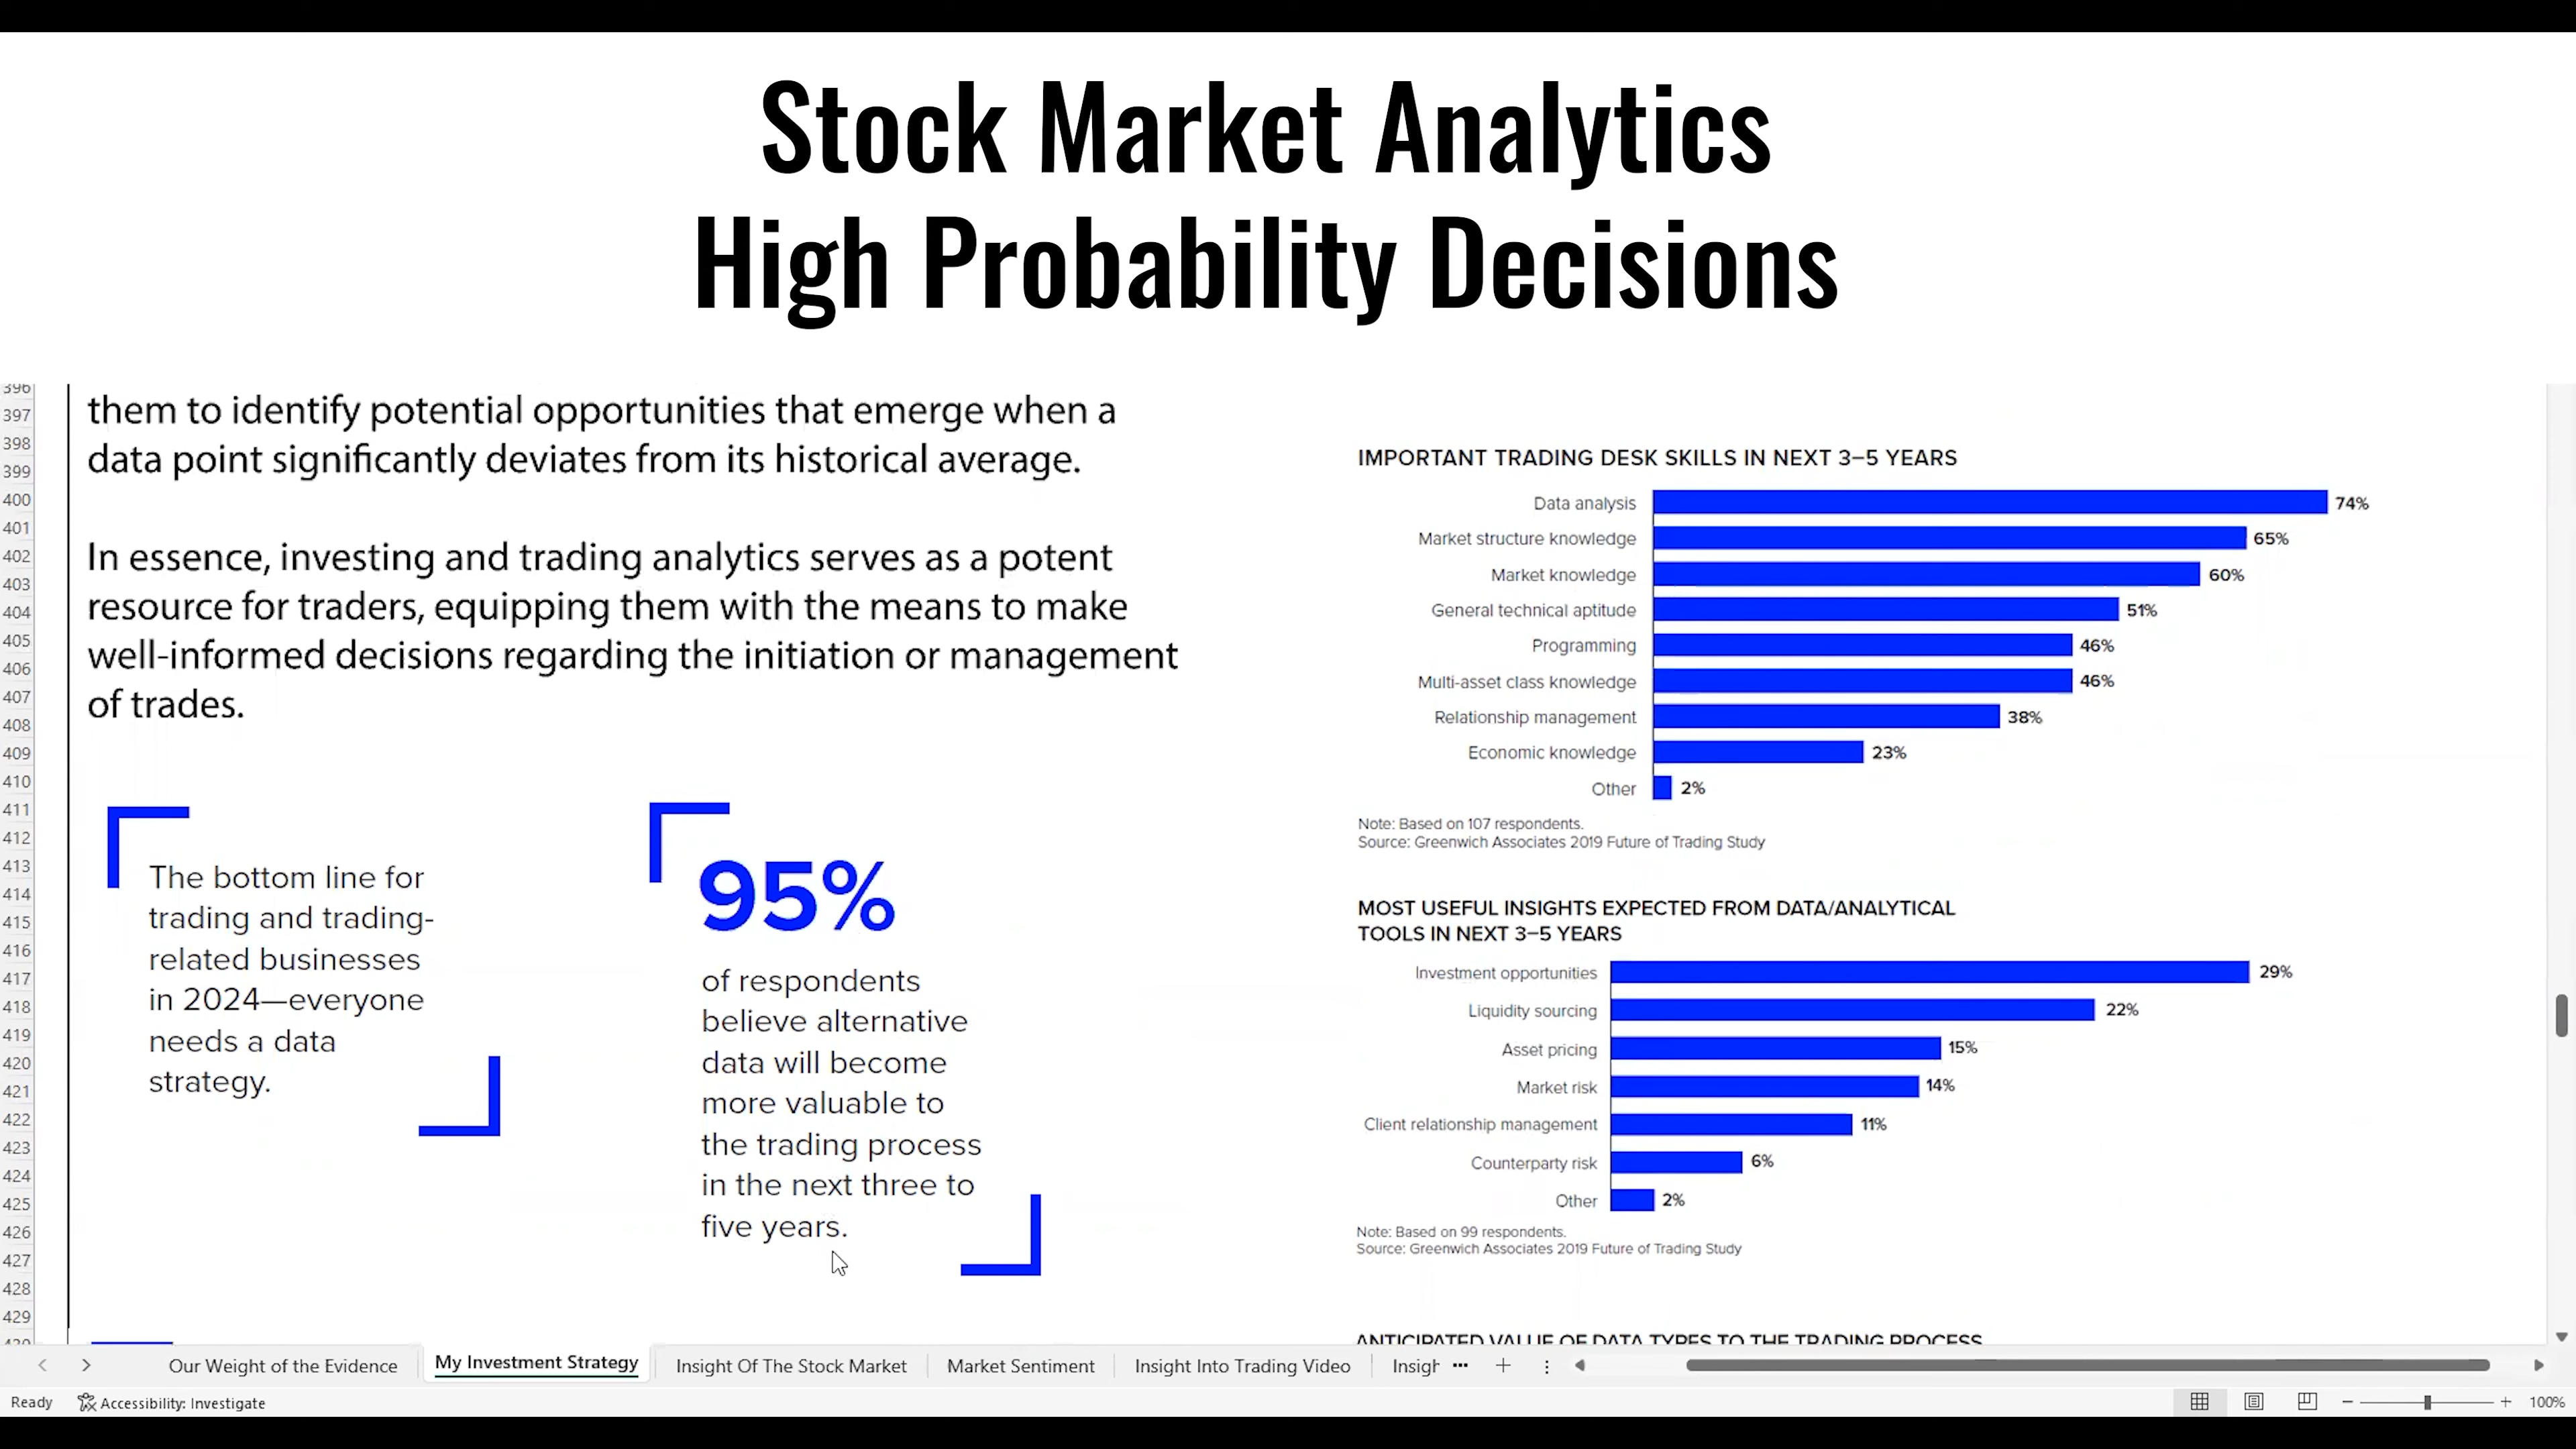 Stock Market Analytics
High Probability Decisions
396
397
398
399
400
401
402
403
404
405
406
407
408
409
410
411
412
413
414
415
416
417
418
419
420
421
422
423
424
425
426
427
428
429
430
them to identify potential opportunities that emerge when a
data point significantly deviates from its historical average.
In essence, investing and trading analytics serves as a potent
resource for traders, equipping them with the means to make
well-informed decisions regarding the initiation or management
of trades.
The bottom line for
trading and trading-
related businesses
in 2024—everyone
needs a data
strategy.
95%
of respondents
believe alternative
data will become
more valuable to
the trading process
in the next three to
five years.
IMPORTANT TRADING DESK SKILLS IN NEXT 3–5 YEARS
Data analysis 74%
Market structure knowledge 65%
Market knowledge 60%
General technical aptitude 51%
Programming 46%
Multi-asset class knowledge 46%
Relationship management 38%
Economic knowledge 23%
Other 2%
Note: Based on 107 respondents.
Source: Greenwich Associates 2019 Future of Trading Study
MOST USEFUL INSIGHTS EXPECTED FROM DATA/ANALYTICAL
TOOLS IN NEXT 3–5 YEARS
Investment opportunities 29%
Liquidity sourcing 22%
Asset pricing 15%
Market risk 14%
Client relationship management 11%
Counterparty risk 6%
Other 2%
Note: Based on 99 respondents.
Source: Greenwich Associates 2019 Future of Trading Study
ANTICIPATED VALUE OF DATA TYPES TO THE TRADING PROCESS
Our Weight of the Evidence My Investment Strategy Insight Of The Stock Market Market Sentiment Insight Into Trading Video Insigh ...
Ready Accessibility: Investigate 100%